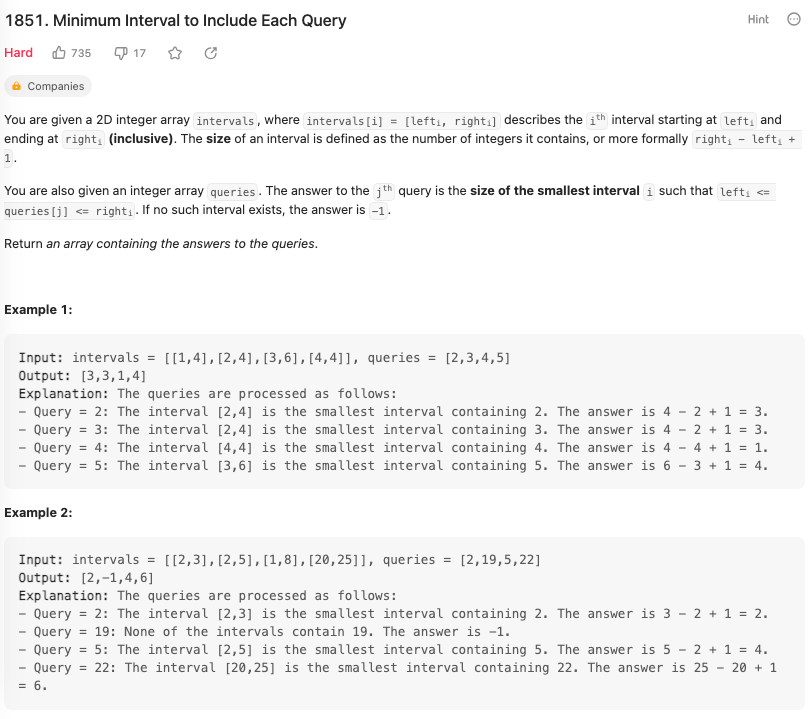 1851. Minimum Interval to Include Each Query
Hint
Hard 735 17
Companies
You are given a 2D integer array intervals, where intervals[i] = [lefti, righti] describes the ith interval starting at lefti and
ending at righti (inclusive). The size of an interval is defined as the number of integers it contains, or more formally righti - lefti +
1.
You are also given an integer array queries. The answer to the jth query is the size of the smallest interval i such that lefti <=
queries[j] <= righti. If no such interval exists, the answer is -1.
Return an array containing the answers to the queries.
Example 1:
Input: intervals = [[1,4],[2,4],[3,6],[4,4]], queries = [2,3,4,5]
Output: [3,3,1,4]
Explanation: The queries are processed as follows:
- Query = 2: The interval [2,4] is the smallest interval containing 2. The answer is 4 - 2 + 1 = 3.
- Query = 3: The interval [2,4] is the smallest interval containing 3. The answer is 4 - 2 + 1 = 3.
- Query = 4: The interval [4,4] is the smallest interval containing 4. The answer is 4 - 4 + 1 = 1.
- Query = 5: The interval [3,6] is the smallest interval containing 5. The answer is 6 - 3 + 1 = 4.
Example 2:
Input: intervals = [[2,3],[2,5],[1,8],[20,25]], queries = [2,19,5,22]
Output: [2,-1,4,6]
Explanation: The queries are processed as follows:
- Query = 2: The interval [2,3] is the smallest interval containing 2. The answer is 3 - 2 + 1 = 2.
- Query = 19: None of the intervals contain 19. The answer is -1.
- Query = 5: The interval [2,5] is the smallest interval containing 5. The answer is 5 - 2 + 1 = 4.
- Query = 22: The interval [20,25] is the smallest interval containing 22. The answer is 25 - 20 + 1
= 6.